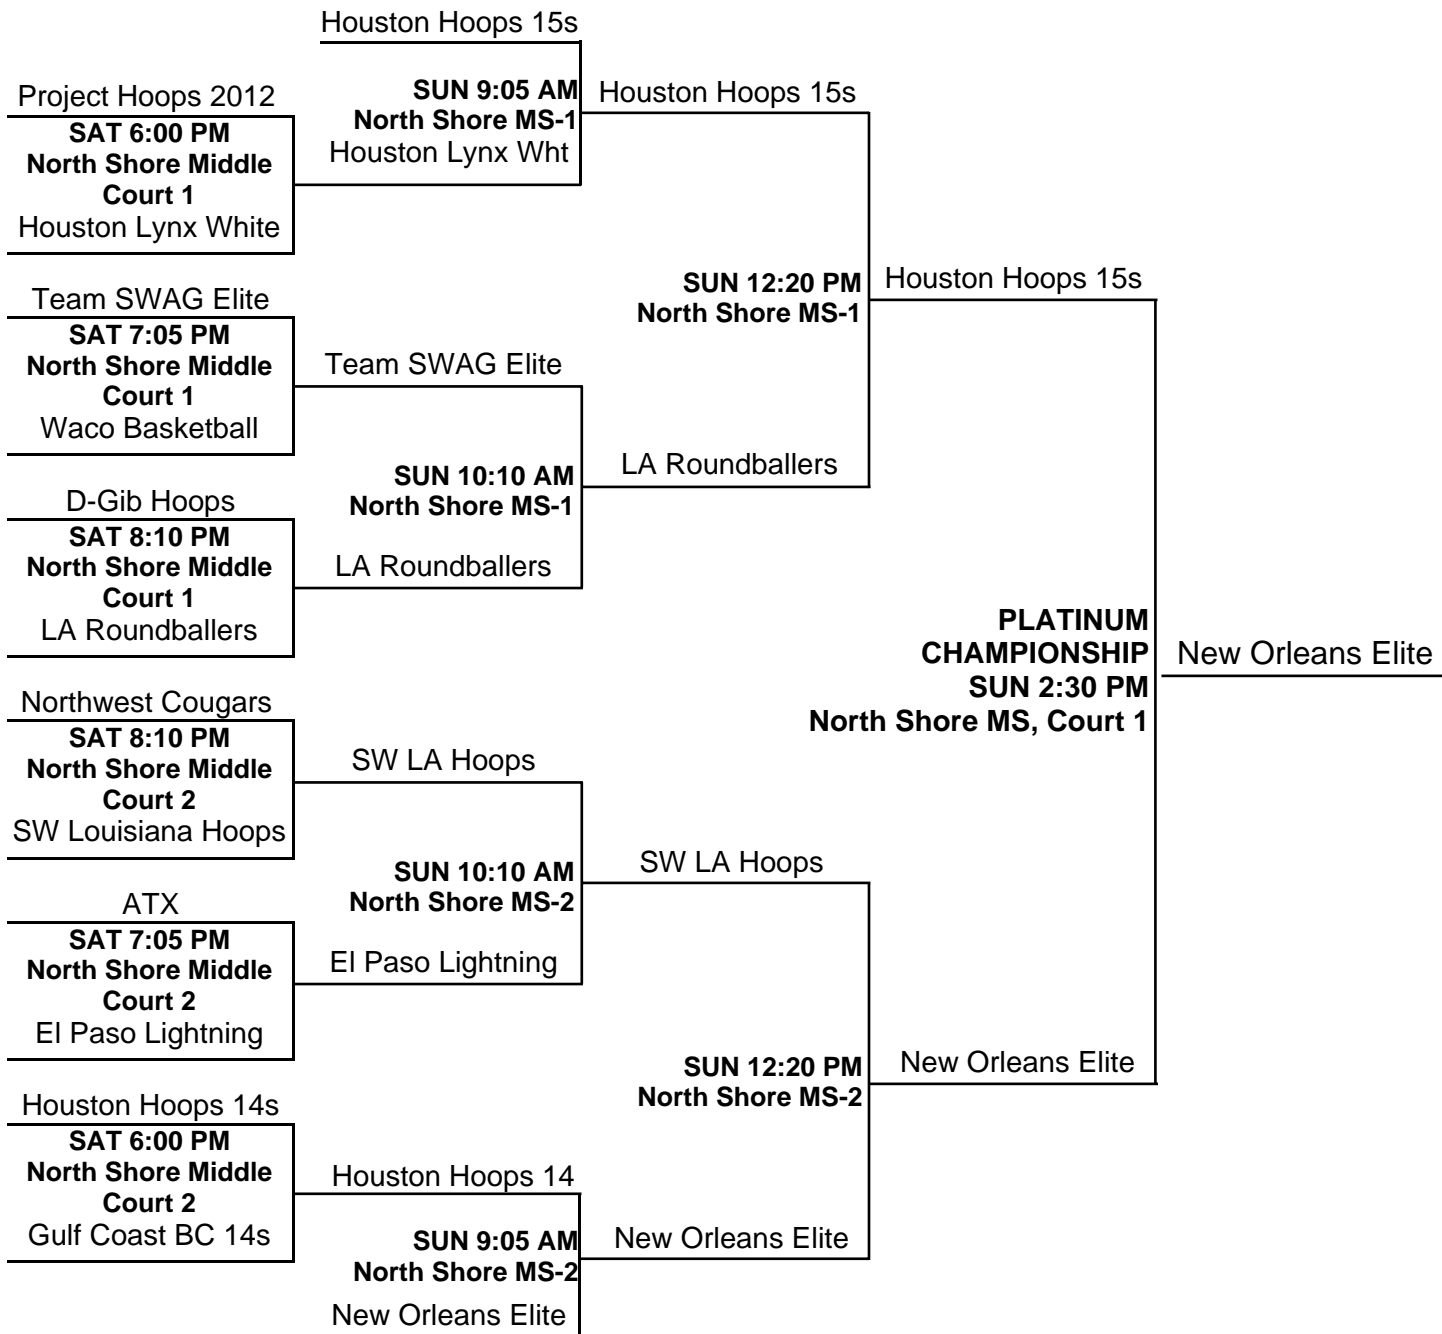 Houston Hoops 15s
SUN 9:05 AM
North Shore MS-1
Houston Lynx Wht
Project Hoops 2012
SAT 6:00 PM
North Shore Middle
Court 1
Houston Lynx White
Houston Hoops 15s
Team SWAG Elite
SAT 7:05 PM
North Shore Middle
Court 1
Waco Basketball
Team SWAG Elite
SUN 12:20 PM
North Shore MS-1
Houston Hoops 15s
SUN 10:10 AM
North Shore MS-1
LA Roundballers
D-Gib Hoops
SAT 8:10 PM
North Shore Middle
Court 1
LA Roundballers
LA Roundballers
PLATINUM
CHAMPIONSHIP
SUN 2:30 PM
North Shore MS, Court 1
New Orleans Elite
Northwest Cougars
SAT 8:10 PM
North Shore Middle
Court 2
SW Louisiana Hoops
SW LA Hoops
SUN 10:10 AM
North Shore MS-2
SW LA Hoops
ATX
SAT 7:05 PM
North Shore Middle
Court 2
El Paso Lightning
El Paso Lightning
SUN 12:20 PM
North Shore MS-2
New Orleans Elite
Houston Hoops 14s
SAT 6:00 PM
North Shore Middle
Court 2
Gulf Coast BC 14s
Houston Hoops 14
SUN 9:05 AM
North Shore MS-2
New Orleans Elite
New Orleans Elite